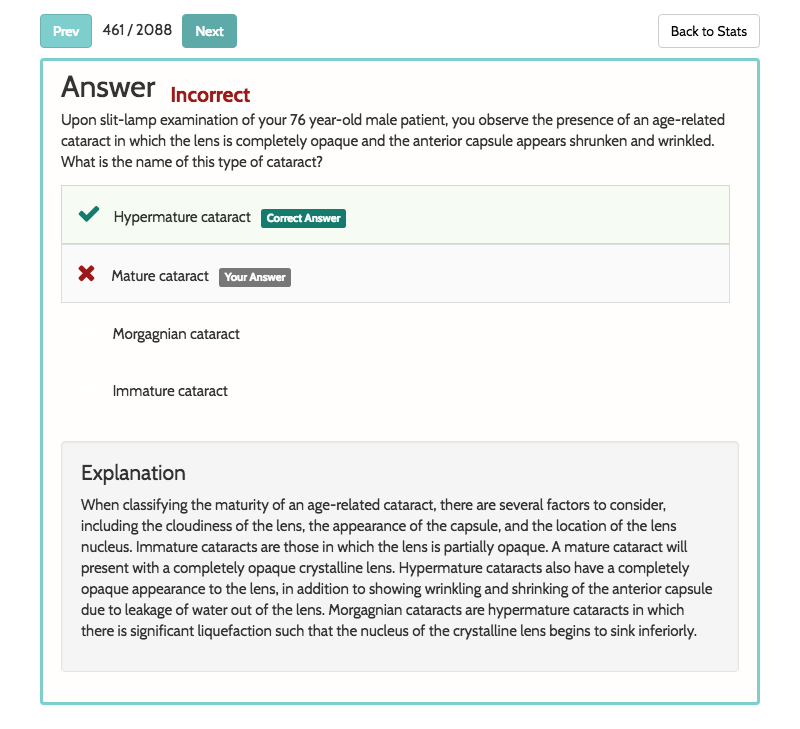 Prev 461 / 2088 Next Back to Stats
Answer Incorrect
Upon slit-lamp examination of your 76 year-old male patient, you observe the presence of an age-related
cataract in which the lens is completely opaque and the anterior capsule appears shrunken and wrinkled.
What is the name of this type of cataract?
Hypermature cataract Correct Answer
Mature cataract Your Answer
Morgagnian cataract
Immature cataract
Explanation
When classifying the maturity of an age-related cataract, there are several factors to consider,
including the cloudiness of the lens, the appearance of the capsule, and the location of the lens
nucleus. Immature cataracts are those in which the lens is partially opaque. A mature cataract will
present with a completely opaque crystalline lens. Hypermature cataracts also have a completely
opaque appearance to the lens, in addition to showing wrinkling and shrinking of the anterior capsule
due to leakage of water out of the lens. Morgagnian cataracts are hypermature cataracts in which
there is significant liquefaction such that the nucleus of the crystalline lens begins to sink inferiorly.